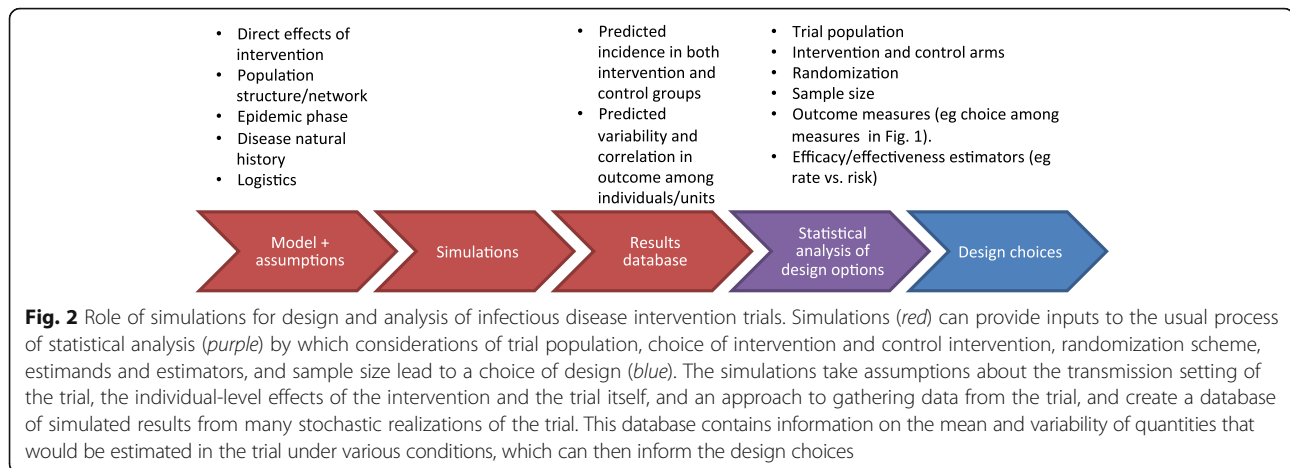 • Direct effects of
intervention
• Population
structure/network
• Epidemic phase
• Disease natural
history
• Logistics
• Predicted
incidence in both
intervention and
control groups
• Predicted
variability and
correlation in
outcome among
individuals/units
• Trial population
• Intervention and control arms
• Randomization
• Sample size
• Outcome measures (eg choice among
measures in Fig. 1).
• Efficacy/effectiveness estimators (eg
rate vs. risk)
Model +
assumptions
Simulations
Results
database
Statistical
analysis of
design options
Design choices
Fig. 2 Role of simulations for design and analysis of infectious disease intervention trials. Simulations (red) can provide inputs to the usual process
of statistical analysis (purple) by which considerations of trial population, choice of intervention and control intervention, randomization scheme,
estimands and estimators, and sample size lead to a choice of design (blue). The simulations take assumptions about the transmission setting of
the trial, the individual-level effects of the intervention and the trial itself, and an approach to gathering data from the trial, and create a database
of simulated results from many stochastic realizations of the trial. This database contains information on the mean and variability of quantities that
would be estimated in the trial under various conditions, which can then inform the design choices